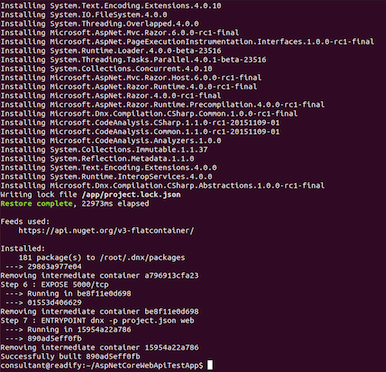 Installing System.Text.Encoding.Extensions.4.0.10
Installing System.IO.FileSystem.4.0.0
Installing System.Threading.Overlapped.4.0.0
Installing Microsoft.AspNet.Mvc.Razor.6.0.0-rc1-final
Installing Microsoft.AspNet.PageExecutionInstrumentation.Interfaces.1.0.0-rc1-final
Installing System.Runtime.Loader.4.0.0-beta-23516
Installing System.Threading.Tasks.Parallel.4.0.1-beta-23516
Installing System.Collections.Concurrent.4.0.10
Installing Microsoft.AspNet.Mvc.Razor.Host.6.0.0-rc1-final
Installing Microsoft.AspNet.Razor.Runtime.4.0.0-rc1-final
Installing Microsoft.AspNet.Razor.4.0.0-rc1-final
Installing Microsoft.AspNet.Razor.Runtime.Precompilation.4.0.0-rc1-final
Installing Microsoft.Dnx.Compilation.CSharp.Common.1.0.0-rc1-final
Installing Microsoft.CodeAnalysis.CSharp.1.1.0-rc1-20151109-01
Installing Microsoft.CodeAnalysis.Common.1.1.0-rc1-20151109-01
Installing Microsoft.CodeAnalysis.Analyzers.1.0.0
Installing System.Collections.Immutable.1.1.37
Installing System.Reflection.Metadata.1.1.0
Installing System.Reflection.Extensions.4.0.0
Installing System.Runtime.InteropServices.4.0.0
Installing Microsoft.Dnx.Compilation.CSharp.Abstractions.1.0.0-rc1-final
Writing lock file /app/project.lock.json
Restore complete, 22973ms elapsed
Feeds used:
https://api.nuget.org/v3-flatcontainer/
Installed:
181 package(s) to /root/.dnx/packages
---> 29863a977e04
Removing intermediate container a796913cfa23
Step 6 : EXPOSE 5000/tcp
---> Running in be8f11e0d698
---> 01553d406629
Removing intermediate container be8f11e0d698
Step 7 : ENTRYPOINT dnx -p project.json web
---> Running in 15954a22a786
---> 890ad5eff0fb
Removing intermediate container 15954a22a786
Successfully built 890ad5eff0fb
consultant@readify:~/AspNetCoreWebApiTestApp$